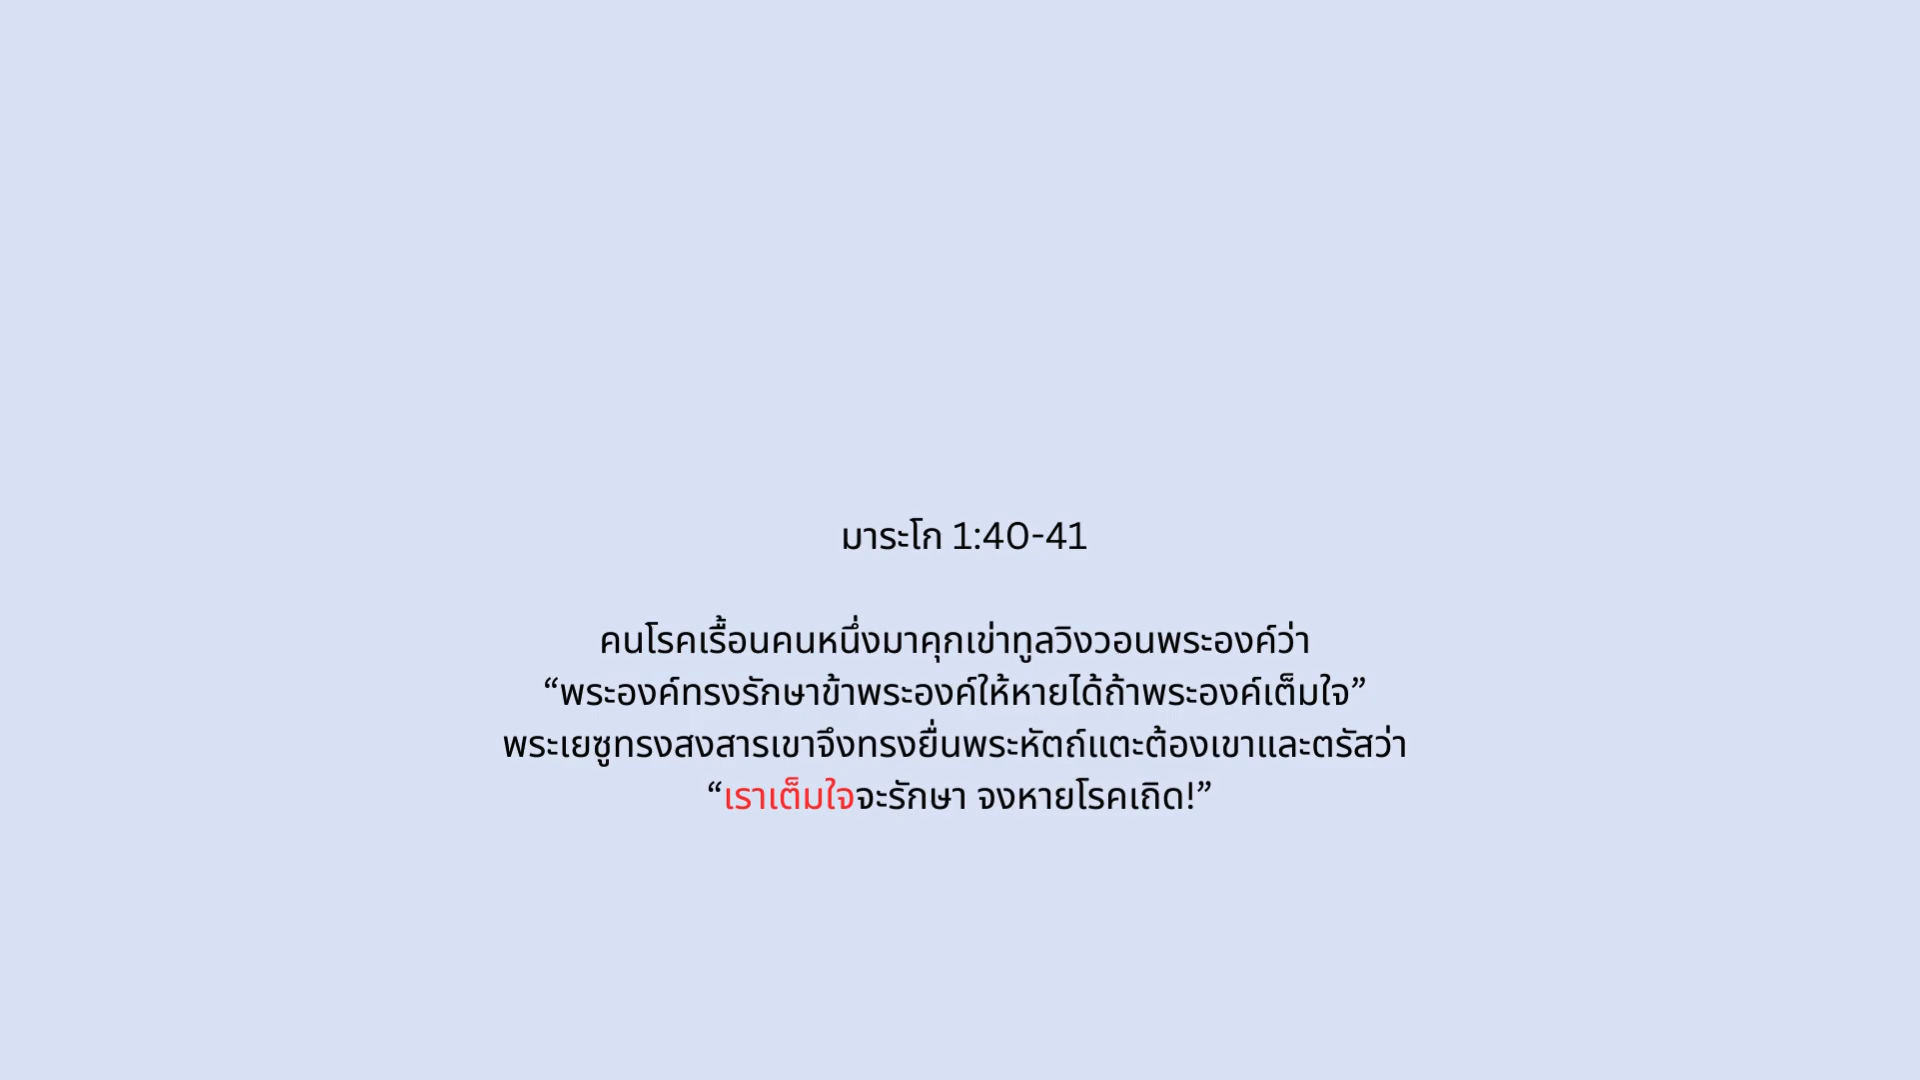 มาระโก 1:40-41
คนโรคเรื้อนคนหนึ่งมาคุกเข่าทูลวิงวอนพระองค์ว่า
“พระองค์ทรงรักษาข้าพระองค์ให้หายได้ถ้าพระองค์เต็มใจ”
พระเยซูทรงสงสารเขาจึงทรงยื่นพระหัตถ์แตะต้องเขาและตรัสว่า
“เราเต็มใจจะรักษา จงหายโรคเถิด!”